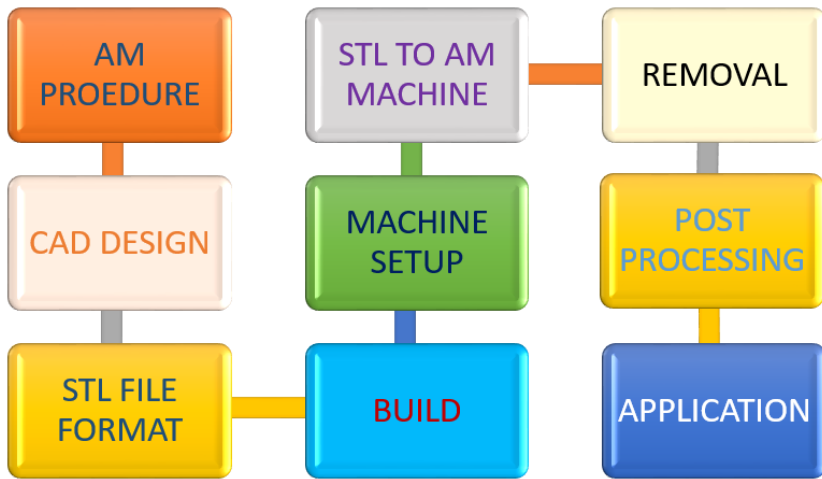 AM
PROEDURE
CAD DESIGN
STL FILE
FORMAT
BUILD
MACHINE
SETUP
STL TO AM
MACHINE
REMOVAL
POST
PROCESSING
APPLICATION